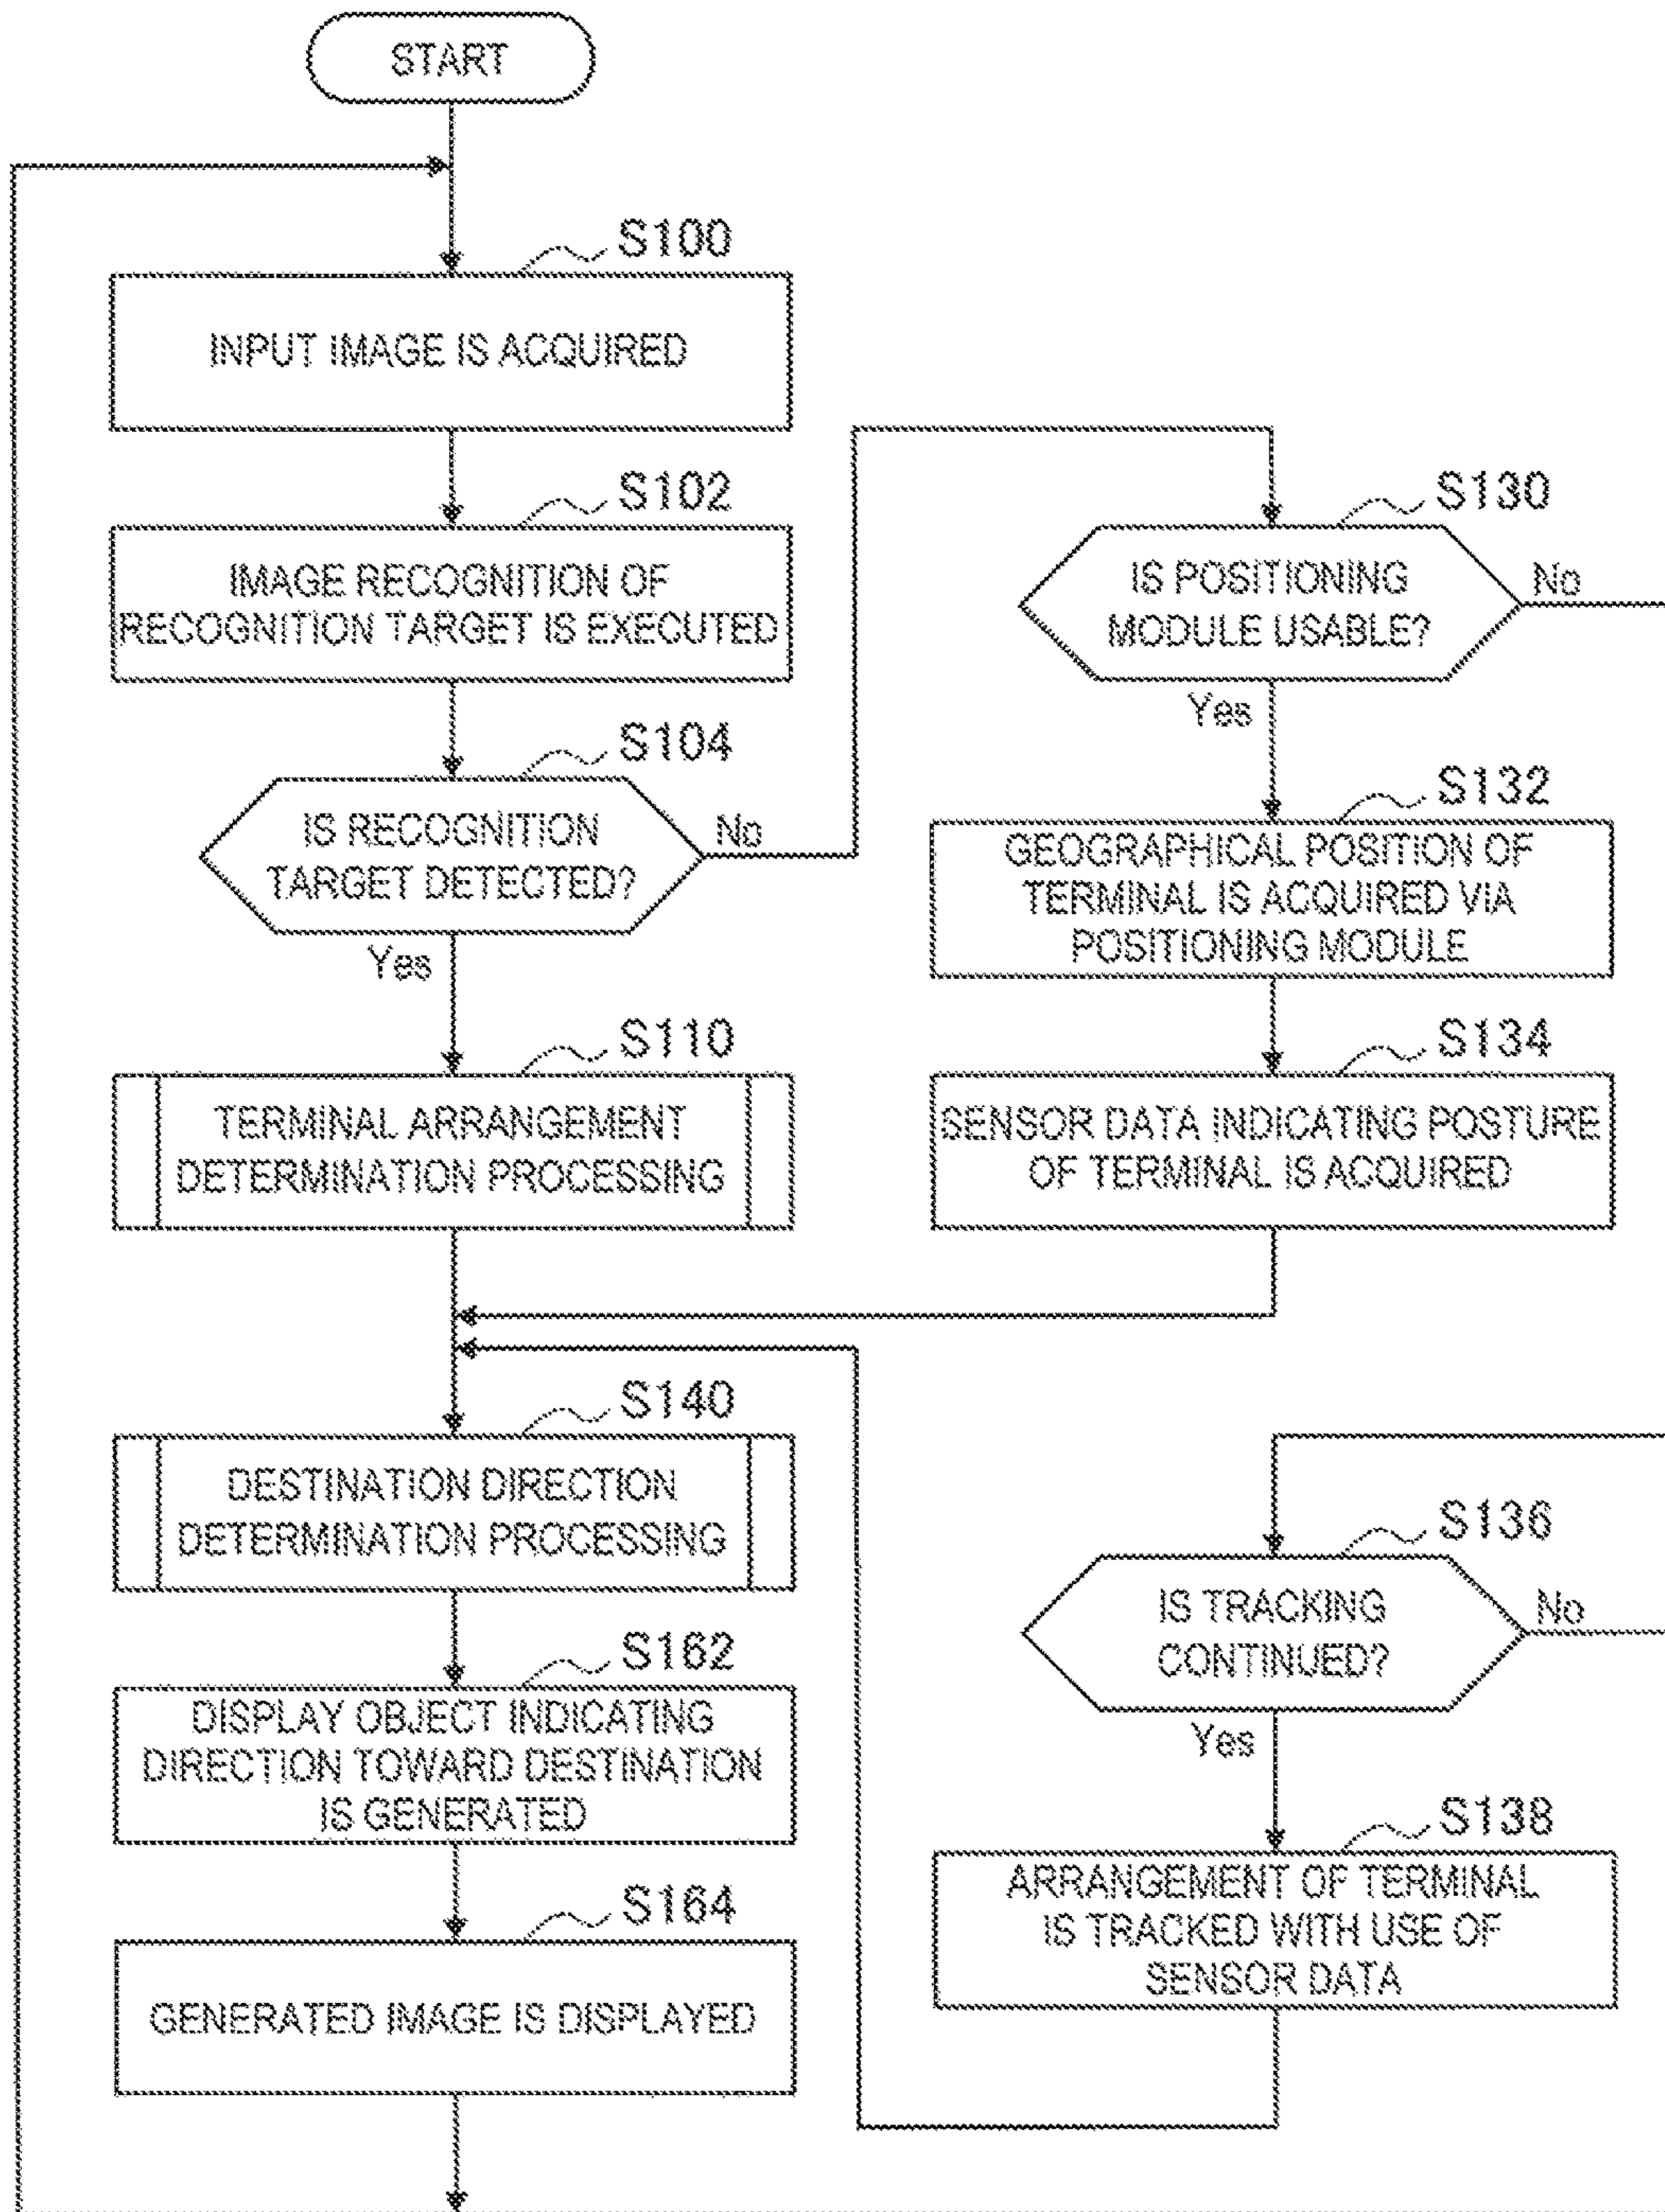 START
S100
INPUT IMAGE IS ACQUIRED
S102
IMAGE RECOGNITION OF
RECOGNITION TARGET IS EXECUTED
S104
IS RECOGNITION
TARGET DETECTED?
No
Yes
S110
TERMINAL ARRANGEMENT
DETERMINATION PROCESSING
S130
IS POSITIONING
MODULE USABLE?
No
Yes
S132
GEOGRAPHICAL POSITION OF
TERMINAL IS ACQUIRED VIA
POSITIONING MODULE
S134
SENSOR DATA INDICATING POSTURE
OF TERMINAL IS ACQUIRED
S140
DESTINATION DIRECTION
DETERMINATION PROCESSING
S162
DISPLAY OBJECT INDICATING
DIRECTION TOWARD DESTINATION
IS GENERATED
S164
GENERATED IMAGE IS DISPLAYED
S136
IS TRACKING
CONTINUED?
No
Yes
S138
ARRANGEMENT OF TERMINAL
IS TRACKED WITH USE OF
SENSOR DATA